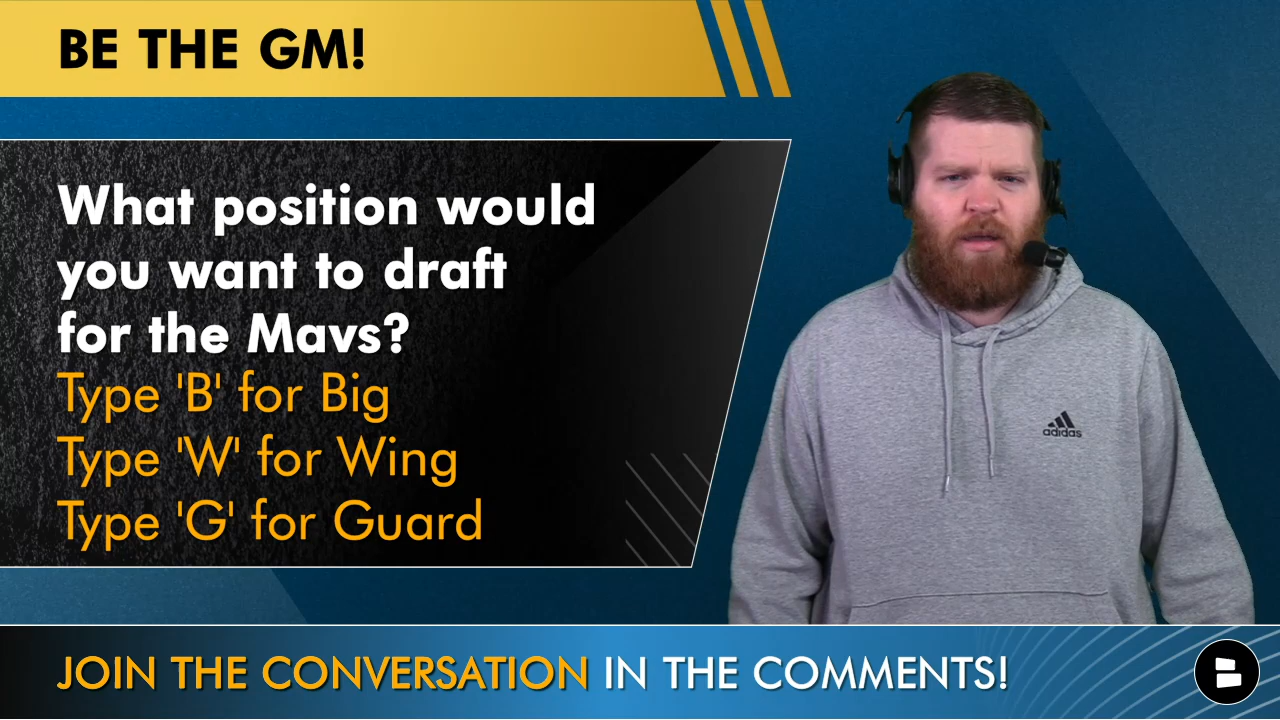 BE THE GM!
What position would
you want to draft
for the Mavs?
Type 'B' for Big
Type 'W' for Wing
Type 'G' for Guard
adidas
JOIN THE CONVERSATION IN THE COMMENTS!